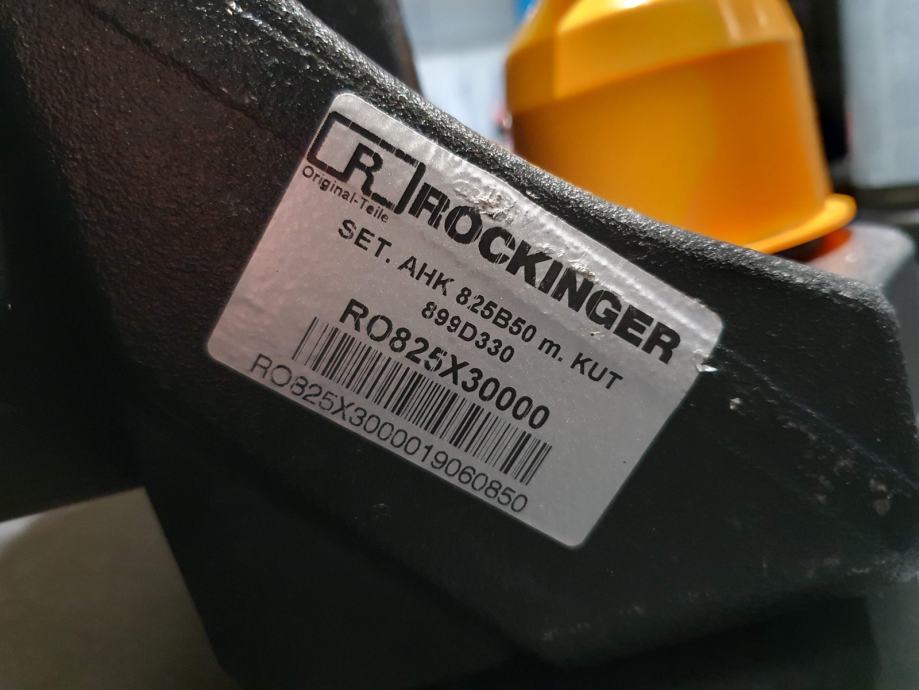 R ROCKINGER
Original-Teile
SET. AHK 825B50 m. KUT
899D330
RO825X30000
RO825X3000019060850